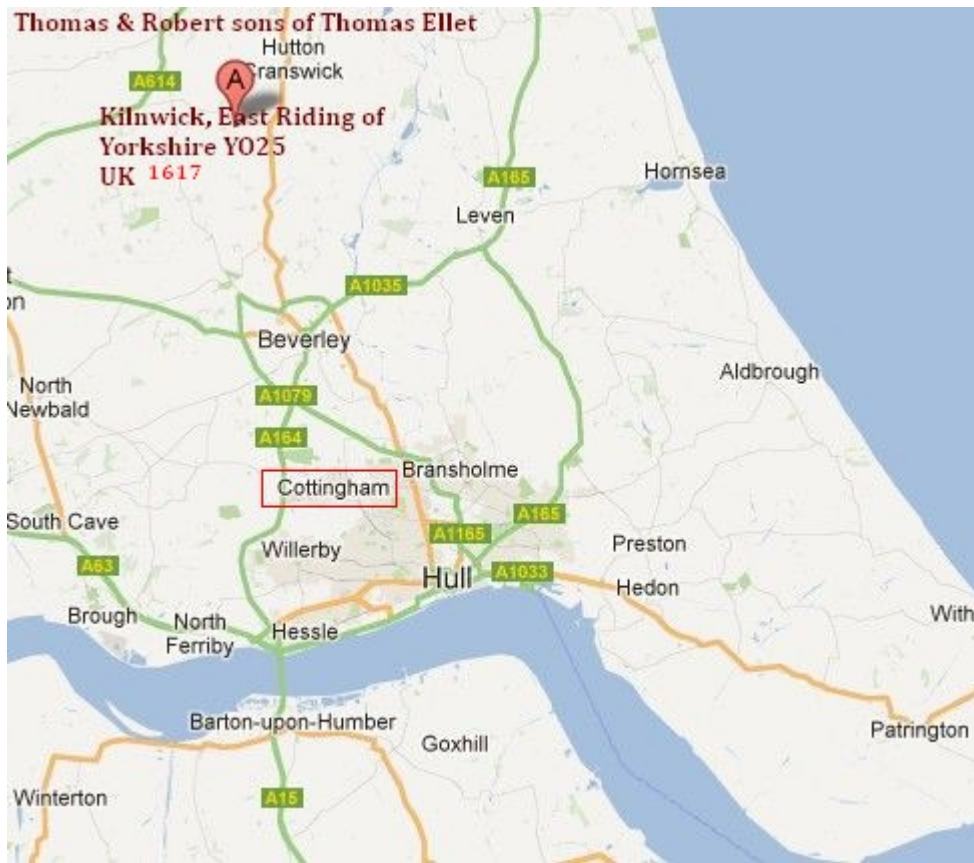 Thomas & Robert sons of Thomas Ellet
Hutton
Cranswick
A614
A
Kilnwick, East Riding of
Yorkshire YO25
UK 1617
A165
Hornsea
Leven
A1035
Beverley
Aldbrough
North
Newbald
A1079
A164
Bransholme
Cottingham
South Cave
A165
A1165
Willerby
Preston
A63
Hull
A1033
Hedon
Brough
North
Ferriby
Hessle
With
Barton-upon-Humber
Goxhill
Patrington
Winterton
A15